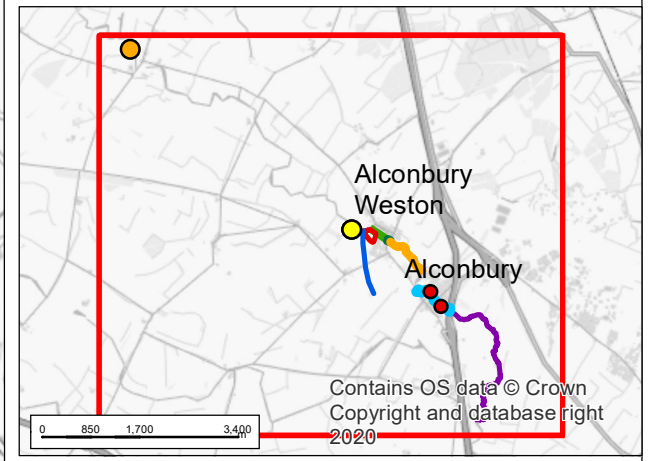 Alconbury
Weston
Alconbury
Contains OS data © Crown
Copyright and database right
2020
0 850 1,700 3,400
m